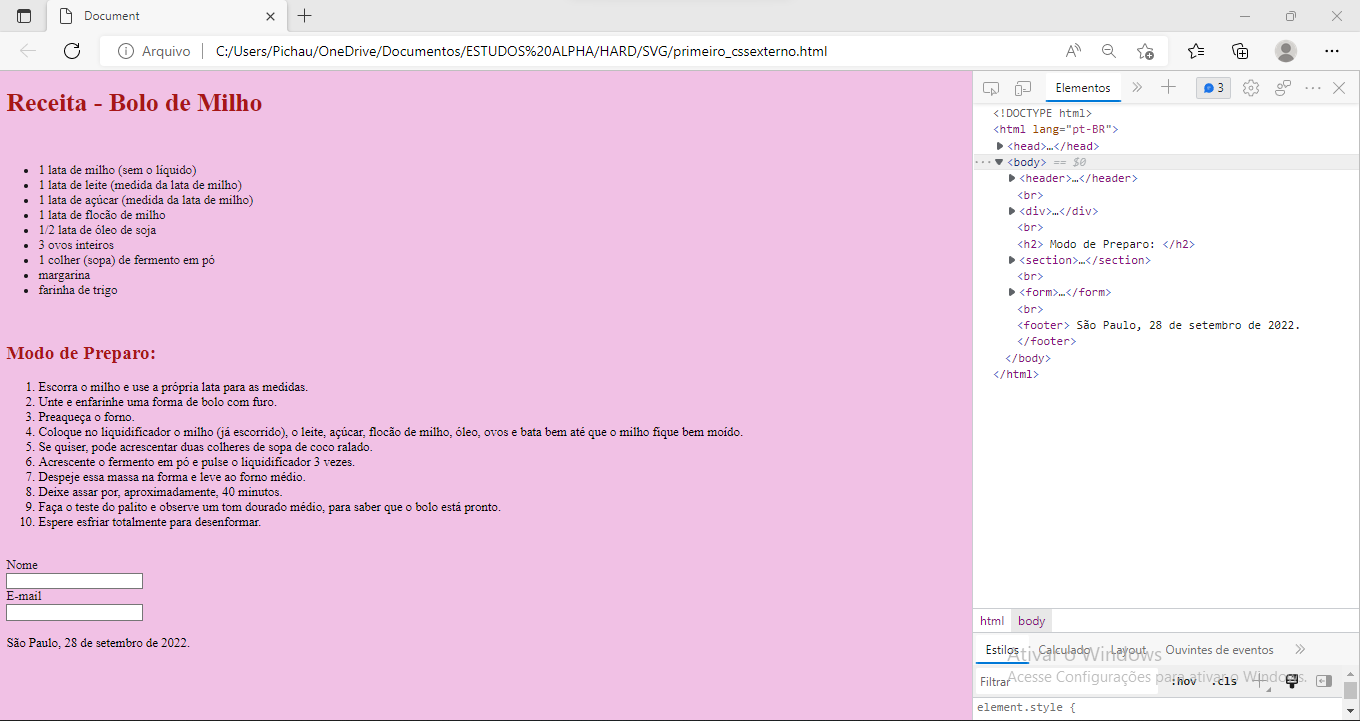 Document
Arquivo C:/Users/Pichau/OneDrive/Documentos/ESTUDOS%20ALPHA/HARD/SVG/primeiro_cssexterno.html
Receita - Bolo de Milho
• 1 lata de milho (sem o líquido)
• 1 lata de leite (medida da lata de milho)
• 1 lata de açúcar (medida da lata de milho)
• 1 lata de flocão de milho
• 1/2 lata de óleo de soja
• 3 ovos inteiros
• 1 colher (sopa) de fermento em pó
• margarina
• farinha de trigo
Modo de Preparo:
1. Escorra o milho e use a própria lata para as medidas.
2. Unte e enfarinhe uma forma de bolo com furo.
3. Preaqueça o forno.
4. Coloque no liquidificador o milho (já escorrido), o leite, açúcar, flocão de milho, óleo, ovos e bata bem até que o milho fique bem moído.
5. Se quiser, pode acrescentar duas colheres de sopa de coco ralado.
6. Acrescente o fermento em pó e pulse o liquidificador 3 vezes.
7. Despeje essa massa na forma e leve ao forno médio.
8. Deixe assar por, aproximadamente, 40 minutos.
9. Faça o teste do palito e observe um tom dourado médio, para saber que o bolo está pronto.
10. Espere esfriar totalmente para desenformar.
Nome
E-mail
São Paulo, 28 de setembro de 2022.
Elementos 3
<!DOCTYPE html>
<html lang="pt-BR">
<head>…</head>
<body> == $0
<header>…</header>
<br>
<div>…</div>
<br>
<h2> Modo de Preparo: </h2>
<section>…</section>
<br>
<form>…</form>
<br>
<footer> São Paulo, 28 de setembro de 2022.
</footer>
</body>
</html>
html body
Estilos Calculado Layout Ouvintes de eventos
Ativar o Windows
Filtrar :hov .cls
Acesse Configurações para ativar o Windows.
element.style {